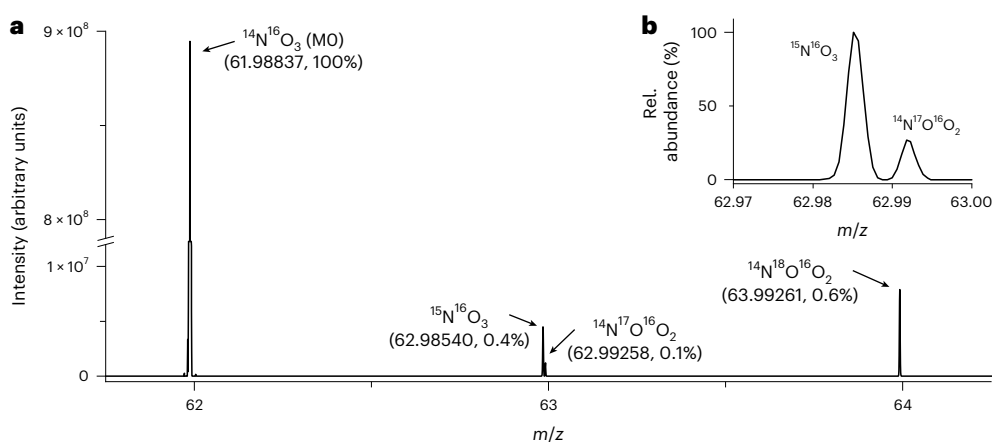 a
9 × 10⁸
¹⁴N¹⁶O₃ (M0)
(61.98837, 100%)
8 × 10⁸
1 × 10⁷
0
Intensity (arbitrary units)
¹⁵N¹⁶O₃
(62.98540, 0.4%)
¹⁴N¹⁷O¹⁶O₂
(62.99258, 0.1%)
¹⁴N¹⁸O¹⁶O₂
(63.99261, 0.6%)
62
63
64
m/z
b
100
50
0
Rel.
abundance (%)
¹⁵N¹⁶O₃
¹⁴N¹⁷O¹⁶O₂
62.97
62.98
62.99
63.00
m/z